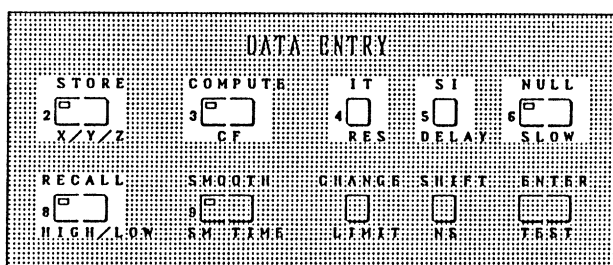 DATA ENTRY
STORE COMPUTE IT SI NULL
2 3 4 5 6
X/Y/Z CF RES DELAY SLOW
RECALL SMOOTH CHANGE SHIFT ENTER
8 9
HIGH/LOW SM TIME LIMIT NS TEST